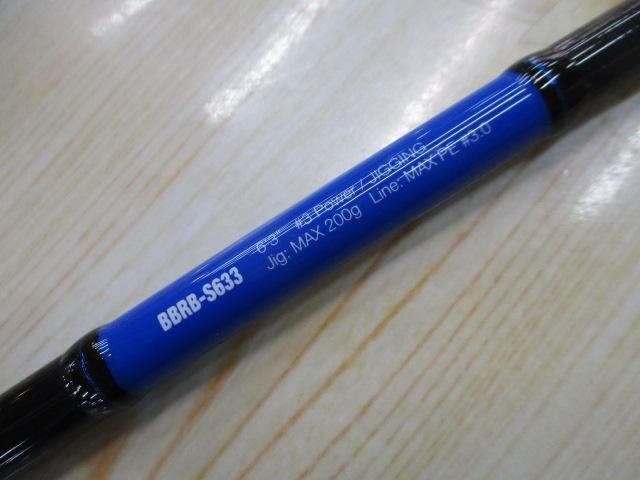 BBRB-S633
6'3" #3 Power / JIGGING
Jig: MAX 200g Line: MAX PE #3.0